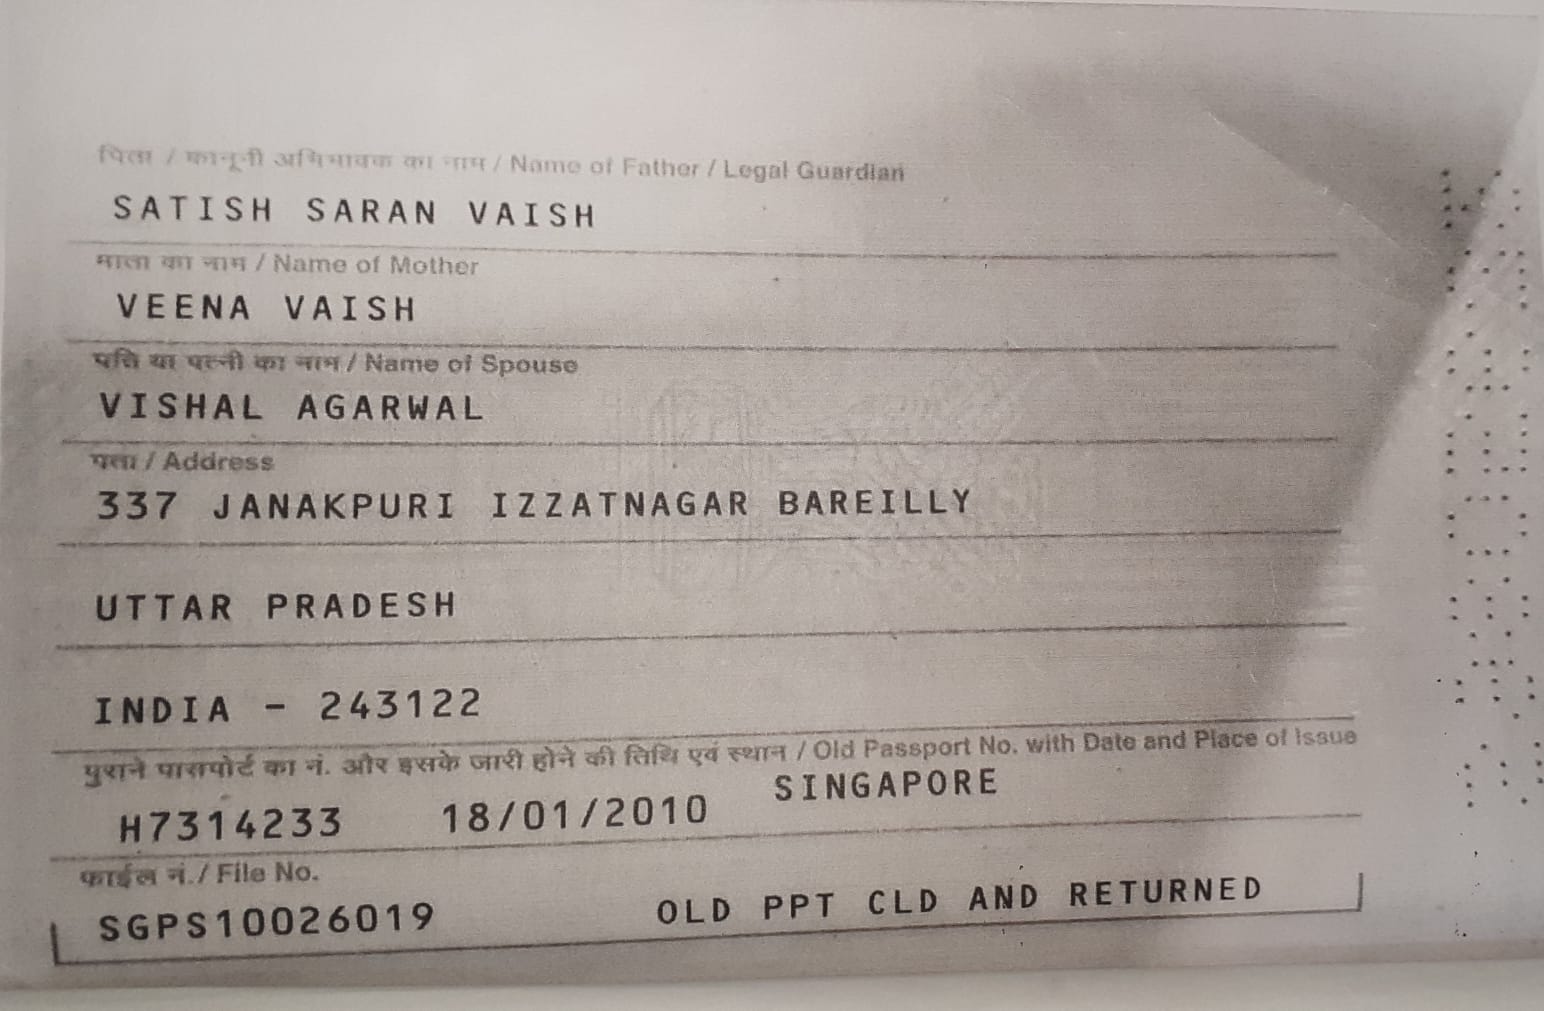 पिता / कानूनी अभिभावक का नाम / Name of Father / Legal Guardian
SATISH SARAN VAISH
माता का नाम / Name of Mother
VEENA VAISH
पति या पत्नी का नाम / Name of Spouse
VISHAL AGARWAL
पता / Address
337 JANAKPURI IZZATNAGAR BAREILLY
UTTAR PRADESH
INDIA - 243122
पुराने पासपोर्ट का नं. और इसके जारी होने की तिथि एवं स्थान / Old Passport No. with Date and Place of Issue
H7314233 18/01/2010 SINGAPORE
फाईल नं./ File No.
SGPS10026019 OLD PPT CLD AND RETURNED